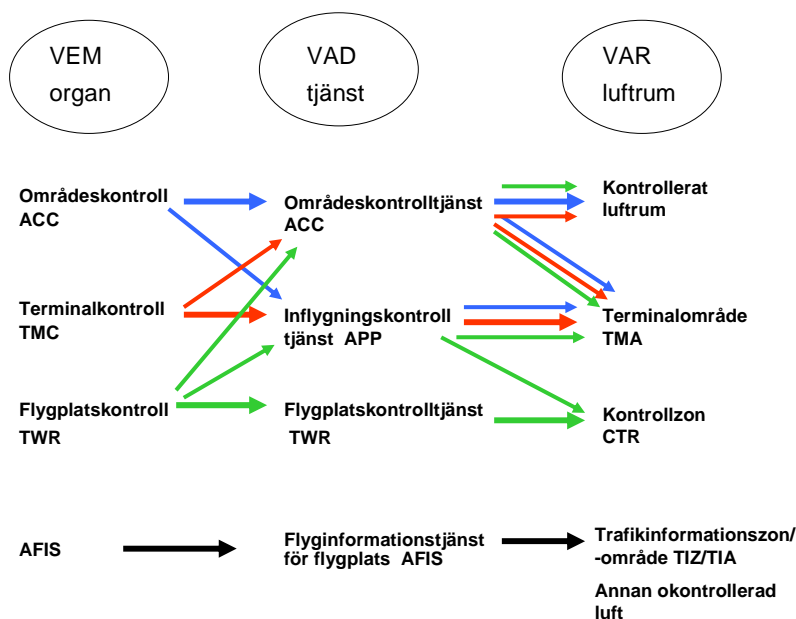 VEM
organ
VAD
tjänst
VAR
luftrum
Områdeskontroll
ACC
Områdeskontrolltjänst
ACC
Kontrollerat
luftrum
Terminalkontroll
TMC
Inflygningskontroll
tjänst APP
Terminalområde
TMA
Flygplatskontroll
TWR
Flygplatskontrolltjänst
TWR
Kontrollzon
CTR
AFIS
Flyginformationstjänst
för flygplats AFIS
Trafikinformationszon/
-område TIZ/TIA
Annan okontrollerad
luft